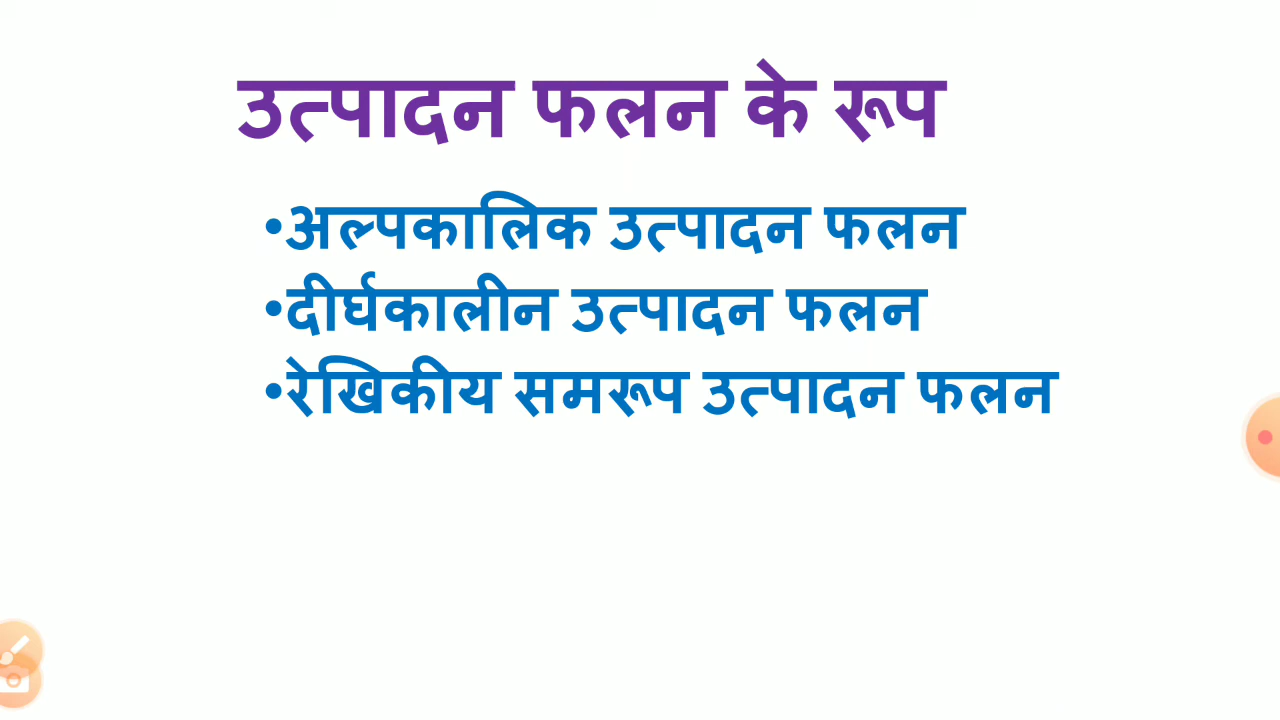 उत्पादन फलन के रूप
•अल्पकालिक उत्पादन फलन
•दीर्घकालीन उत्पादन फलन
•रेखिकीय समरूप उत्पादन फलन